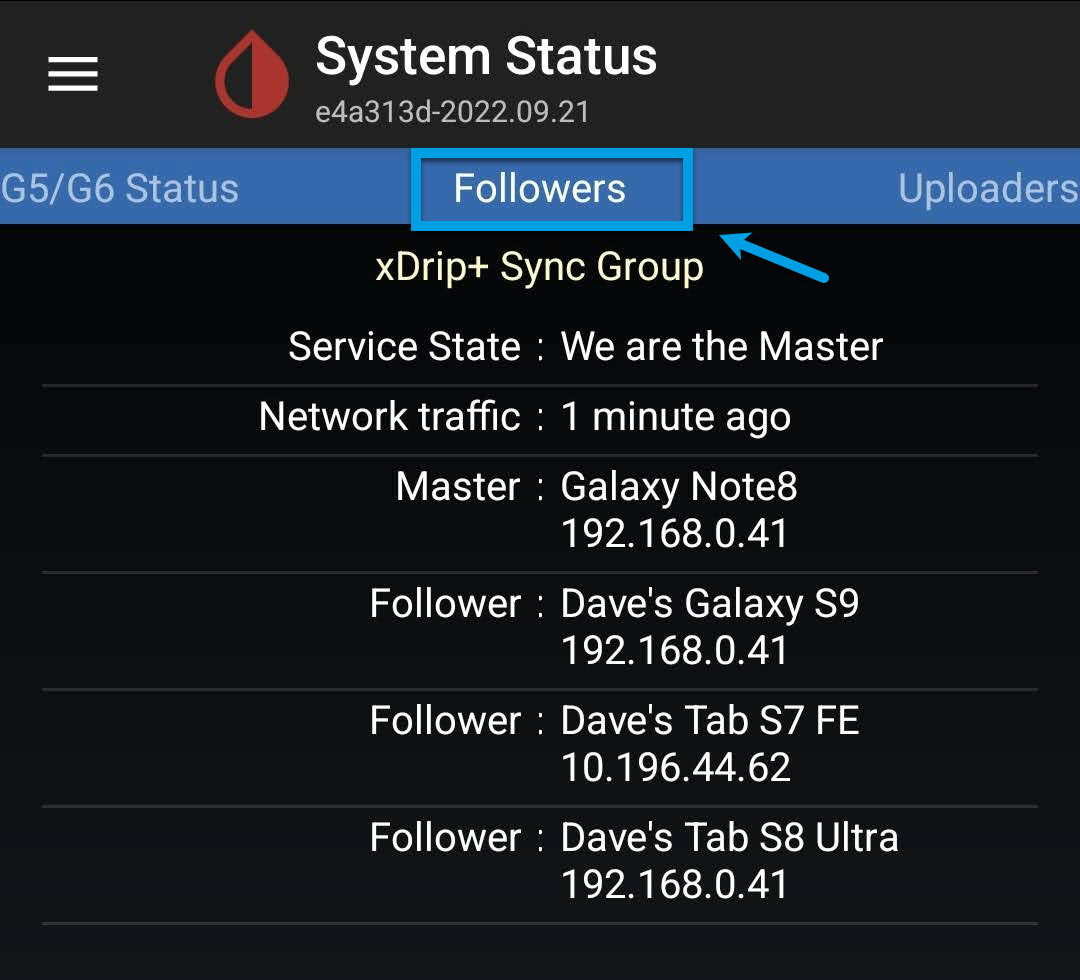 System Status
e4a313d-2022.09.21
G5/G6 Status Followers Uploaders
xDrip+ Sync Group
Service State : We are the Master
Network traffic : 1 minute ago
Master : Galaxy Note8
192.168.0.41
Follower : Dave's Galaxy S9
192.168.0.41
Follower : Dave's Tab S7 FE
10.196.44.62
Follower : Dave's Tab S8 Ultra
192.168.0.41